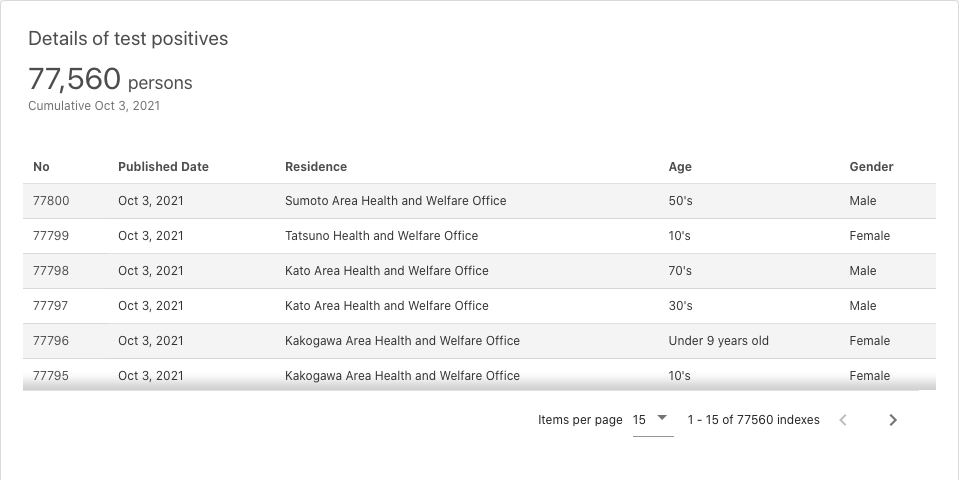 Details of test positives
77,560 persons
Cumulative Oct 3, 2021
No Published Date Residence Age Gender
77800 Oct 3, 2021 Sumoto Area Health and Welfare Office 50's Male
77799 Oct 3, 2021 Tatsuno Health and Welfare Office 10's Female
77798 Oct 3, 2021 Kato Area Health and Welfare Office 70's Male
77797 Oct 3, 2021 Kato Area Health and Welfare Office 30's Male
77796 Oct 3, 2021 Kakogawa Area Health and Welfare Office Under 9 years old Female
77795 Oct 3, 2021 Kakogawa Area Health and Welfare Office 10's Female
Items per page 15 1 - 15 of 77560 indexes